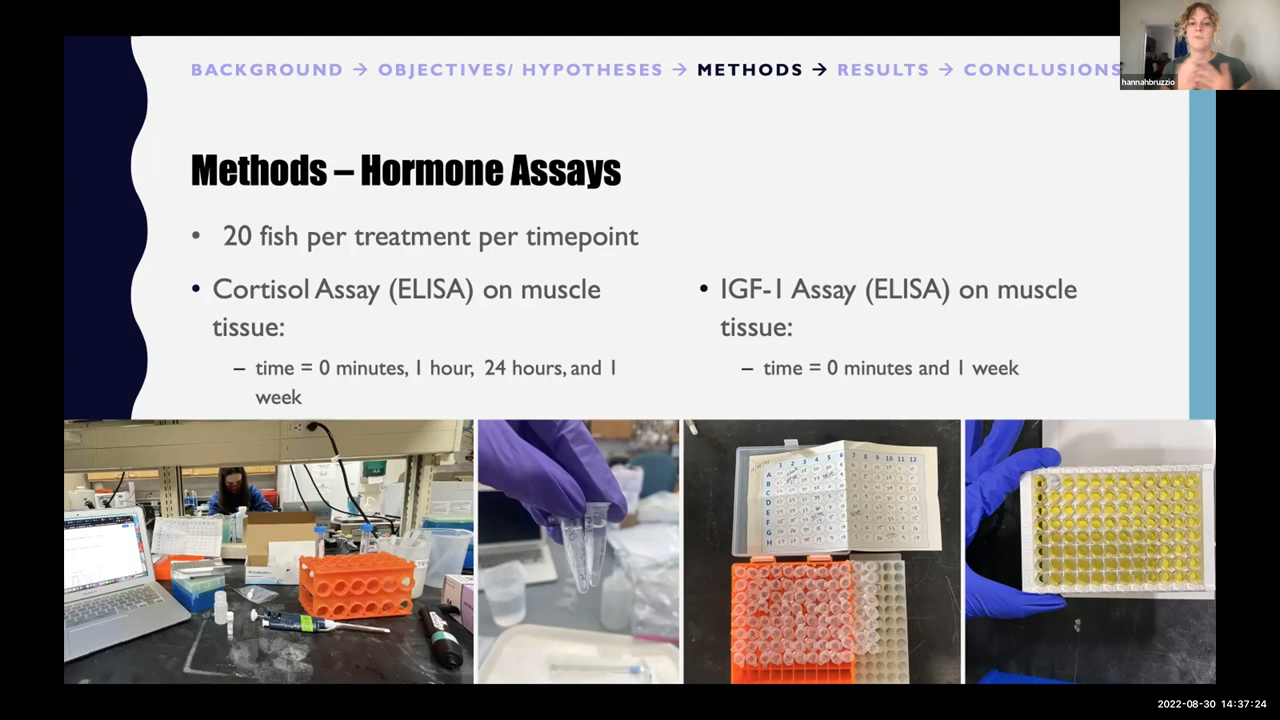 BACKGROUND → OBJECTIVES/ HYPOTHESES → METHODS → RESULTS → CONCLUSIONS
hannahbruzzio
Methods – Hormone Assays
• 20 fish per treatment per timepoint
• Cortisol Assay (ELISA) on muscle
tissue:
– time = 0 minutes, 1 hour, 24 hours, and 1
week
• IGF-1 Assay (ELISA) on muscle
tissue:
– time = 0 minutes and 1 week
1 2 3 4 5 6 7 8 9 10 11 12
A
B
C
D
E
F
G
H
2022-08-30 14:37:24